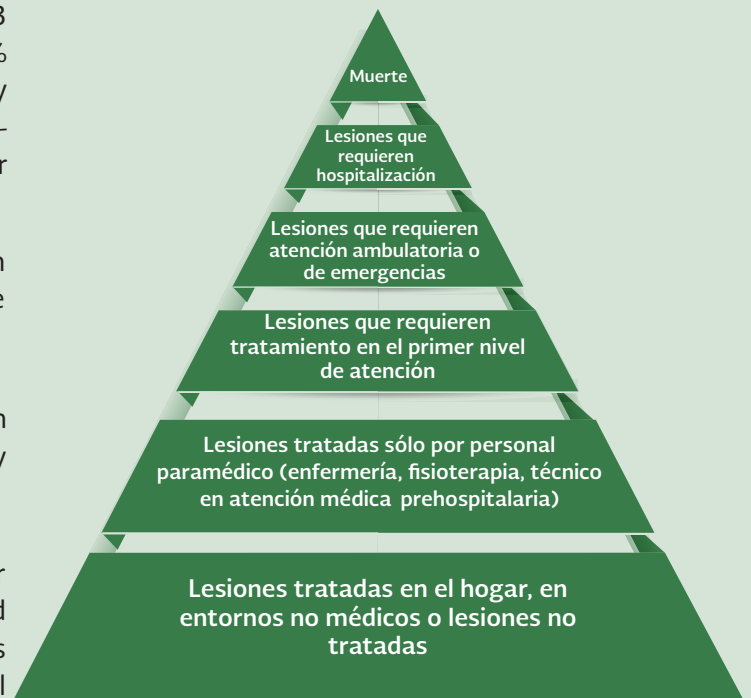 3
%
y
–
r
Muerte
Lesiones que
requieren
hospitalización
n
e
Lesiones que requieren
atención ambulatoria o
de emergencias
Lesiones que requieren
tratamiento en el primer nivel
de atención
n
y
Lesiones tratadas sólo por personal
paramédico (enfermería, fisioterapia, técnico
en atención médica prehospitalaria)
r
d
s
l
Lesiones tratadas en el hogar, en
entornos no médicos o lesiones no
tratadas